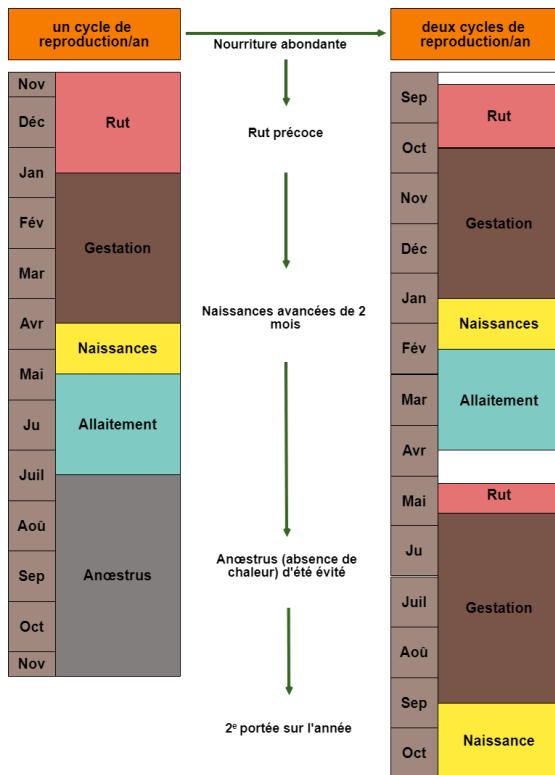 un cycle de
reproduction/an
Nourriture abondante
deux cycles de
reproduction/an
Nov
Déc
Jan
Fév
Mar
Avr
Mai
Ju
Juil
Aoû
Sep
Oct
Nov
Rut
Gestation
Naissances
Allaitement
Anœstrus
Rut précoce
Naissances avancées de 2
mois
Anœstrus (absence de
chaleur) d'été évité
2e portée sur l'année
Sep
Oct
Nov
Déc
Jan
Fév
Mar
Avr
Mai
Ju
Juil
Aoû
Sep
Oct
Rut
Gestation
Naissances
Allaitement
Rut
Gestation
Naissance